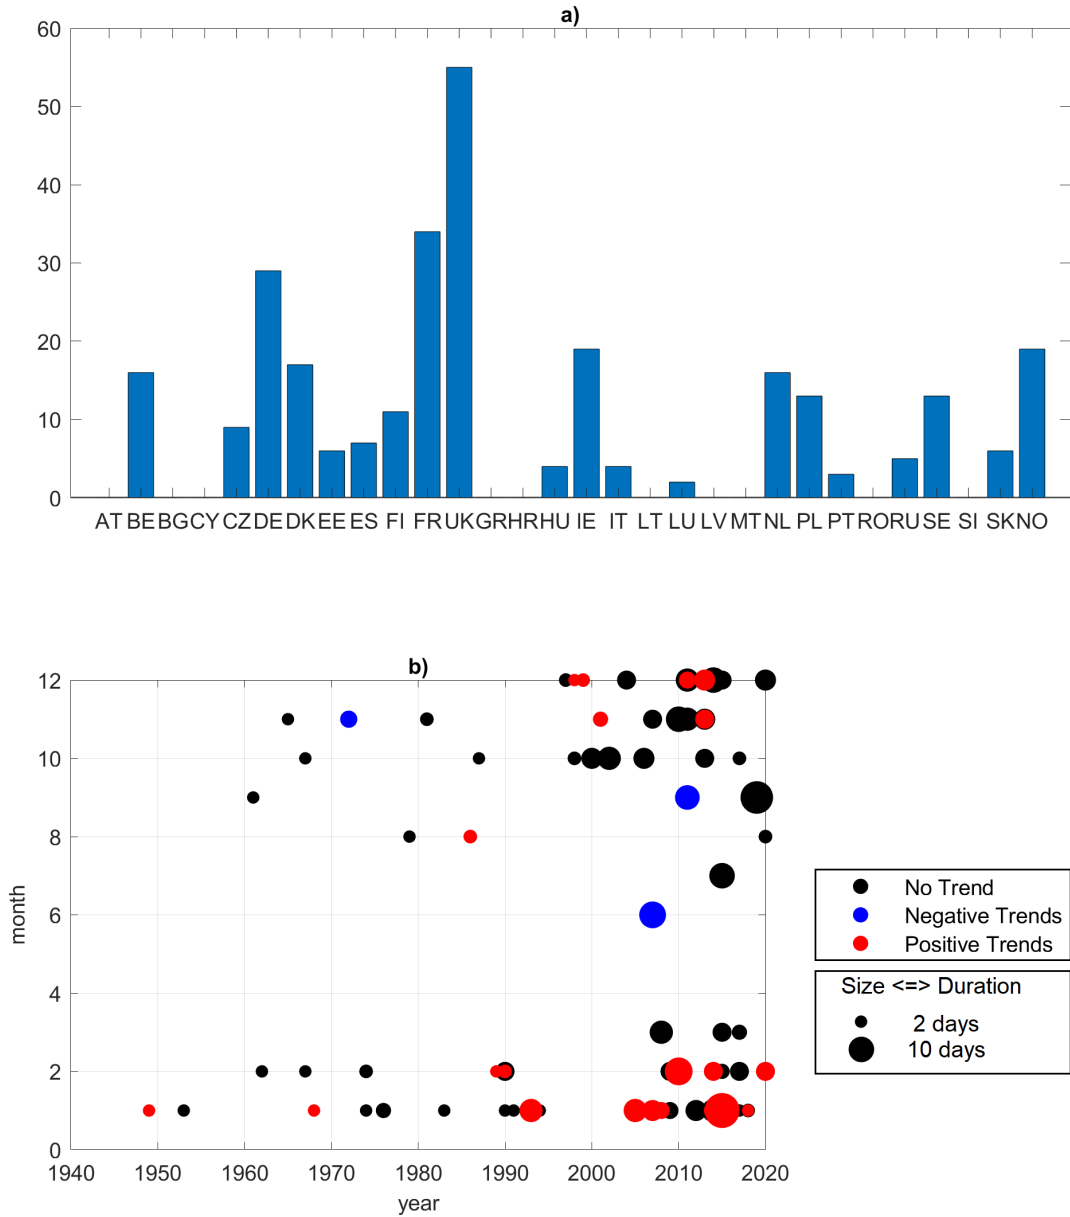 a)
60
50
40
30
20
10
0
AT BE BG CY CZ DE DK EE ES FI FR UK GR HR HU IE IT LT LU LV MT NL PL PT RO RU SE SI SK NO
b)
12
10
8
6
4
2
0
month
1940 1950 1960 1970 1980 1990 2000 2010 2020
year
No Trend
Negative Trends
Positive Trends
Size <=> Duration
2 days
10 days